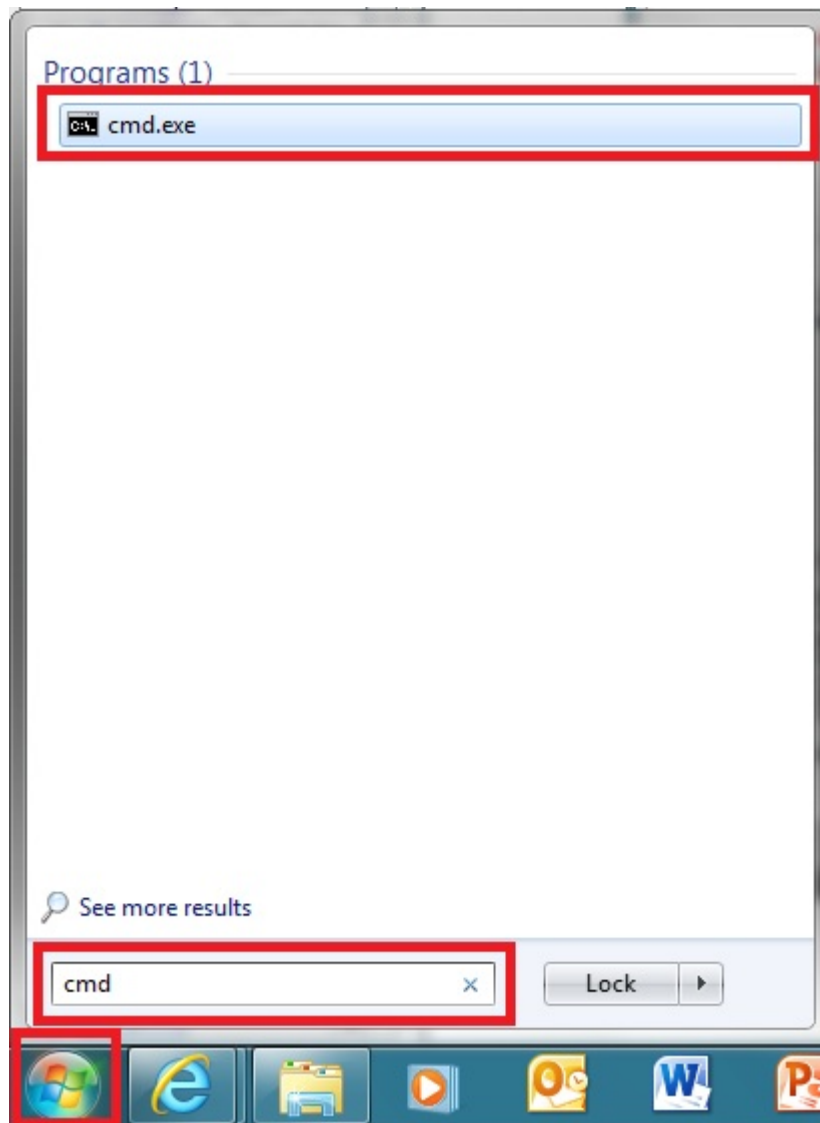 Programs (1)
C:\.
cmd.exe
See more results
cmd
Lock